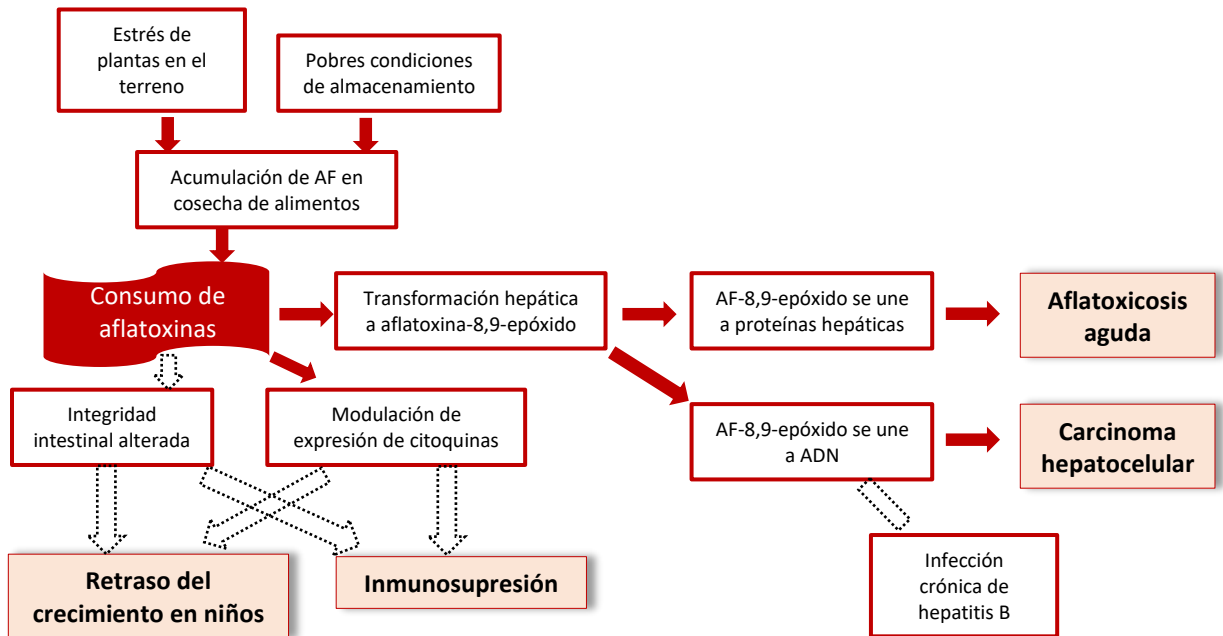 Estrés de
plantas en el
terreno
Pobres condiciones
de almacenamiento
Acumulación de AF en
cosecha de alimentos
Consumo de
aflatoxinas
Transformación hepática
a aflatoxina-8,9-epóxido
AF-8,9-epóxido se une
a proteínas hepáticas
Aflatoxicosis
aguda
Integridad
intestinal alterada
Modulación de
expresión de citoquinas
AF-8,9-epóxido se une
a ADN
Carcinoma
hepatocelular
Retraso del
crecimiento en niños
Inmunosupresión
Infección
crónica de
hepatitis B